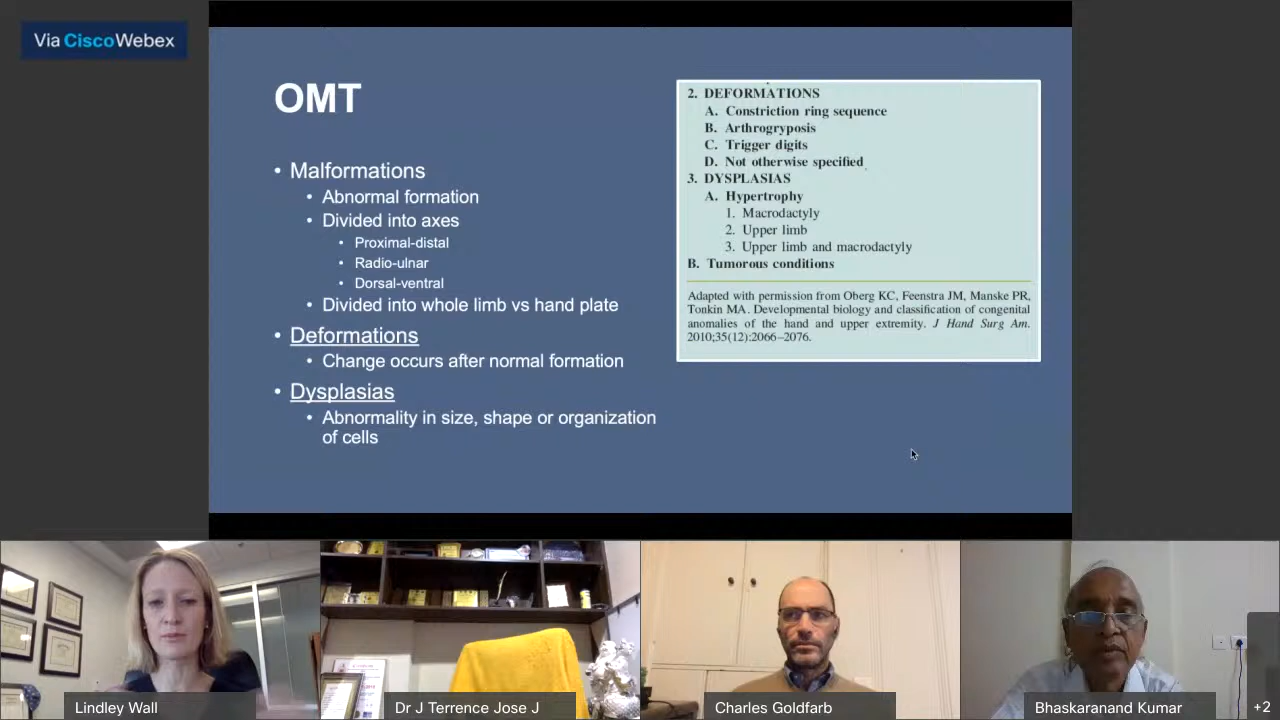 Via CiscoWebex
OMT
• Malformations
• Abnormal formation
• Divided into axes
• Proximal-distal
• Radio-ulnar
• Dorsal-ventral
• Divided into whole limb vs hand plate
• Deformations
• Change occurs after normal formation
• Dysplasias
• Abnormality in size, shape or organization
of cells
2. DEFORMATIONS
A. Constriction ring sequence
B. Arthrogryposis
C. Trigger digits
D. Not otherwise specified
3. DYSPLASIAS
A. Hypertrophy
1. Macrodactyly
2. Upper limb
3. Upper limb and macrodactyly
B. Tumorous conditions
Adapted with permission from Oberg KC, Feenstra JM, Manske PR,
Tonkin MA. Developmental biology and classification of congenital
anomalies of the hand and upper extremity. J Hand Surg Am.
2010;35(12):2066–2076.
Lindley Wall
Dr J Terrence Jose J
Charles Goldfarb
Bhaskaranand Kumar
+2